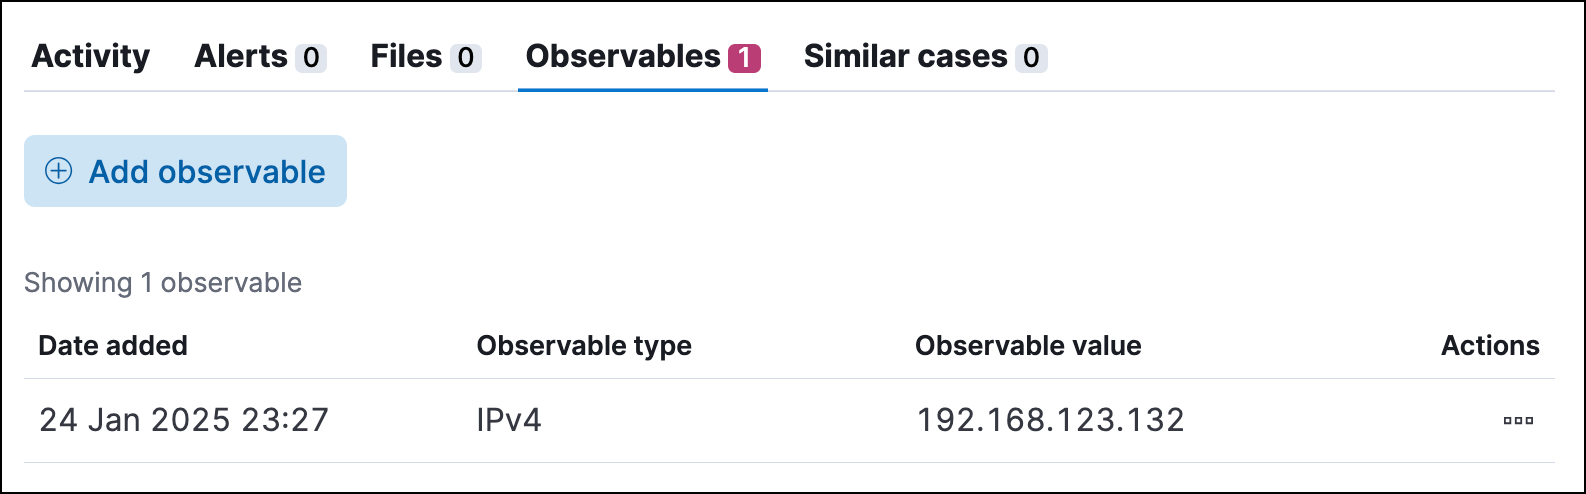 Activity Alerts 0 Files 0 Observables 1 Similar cases 0
Add observable
Showing 1 observable
Date added Observable type Observable value Actions
24 Jan 2025 23:27 IPv4 192.168.123.132